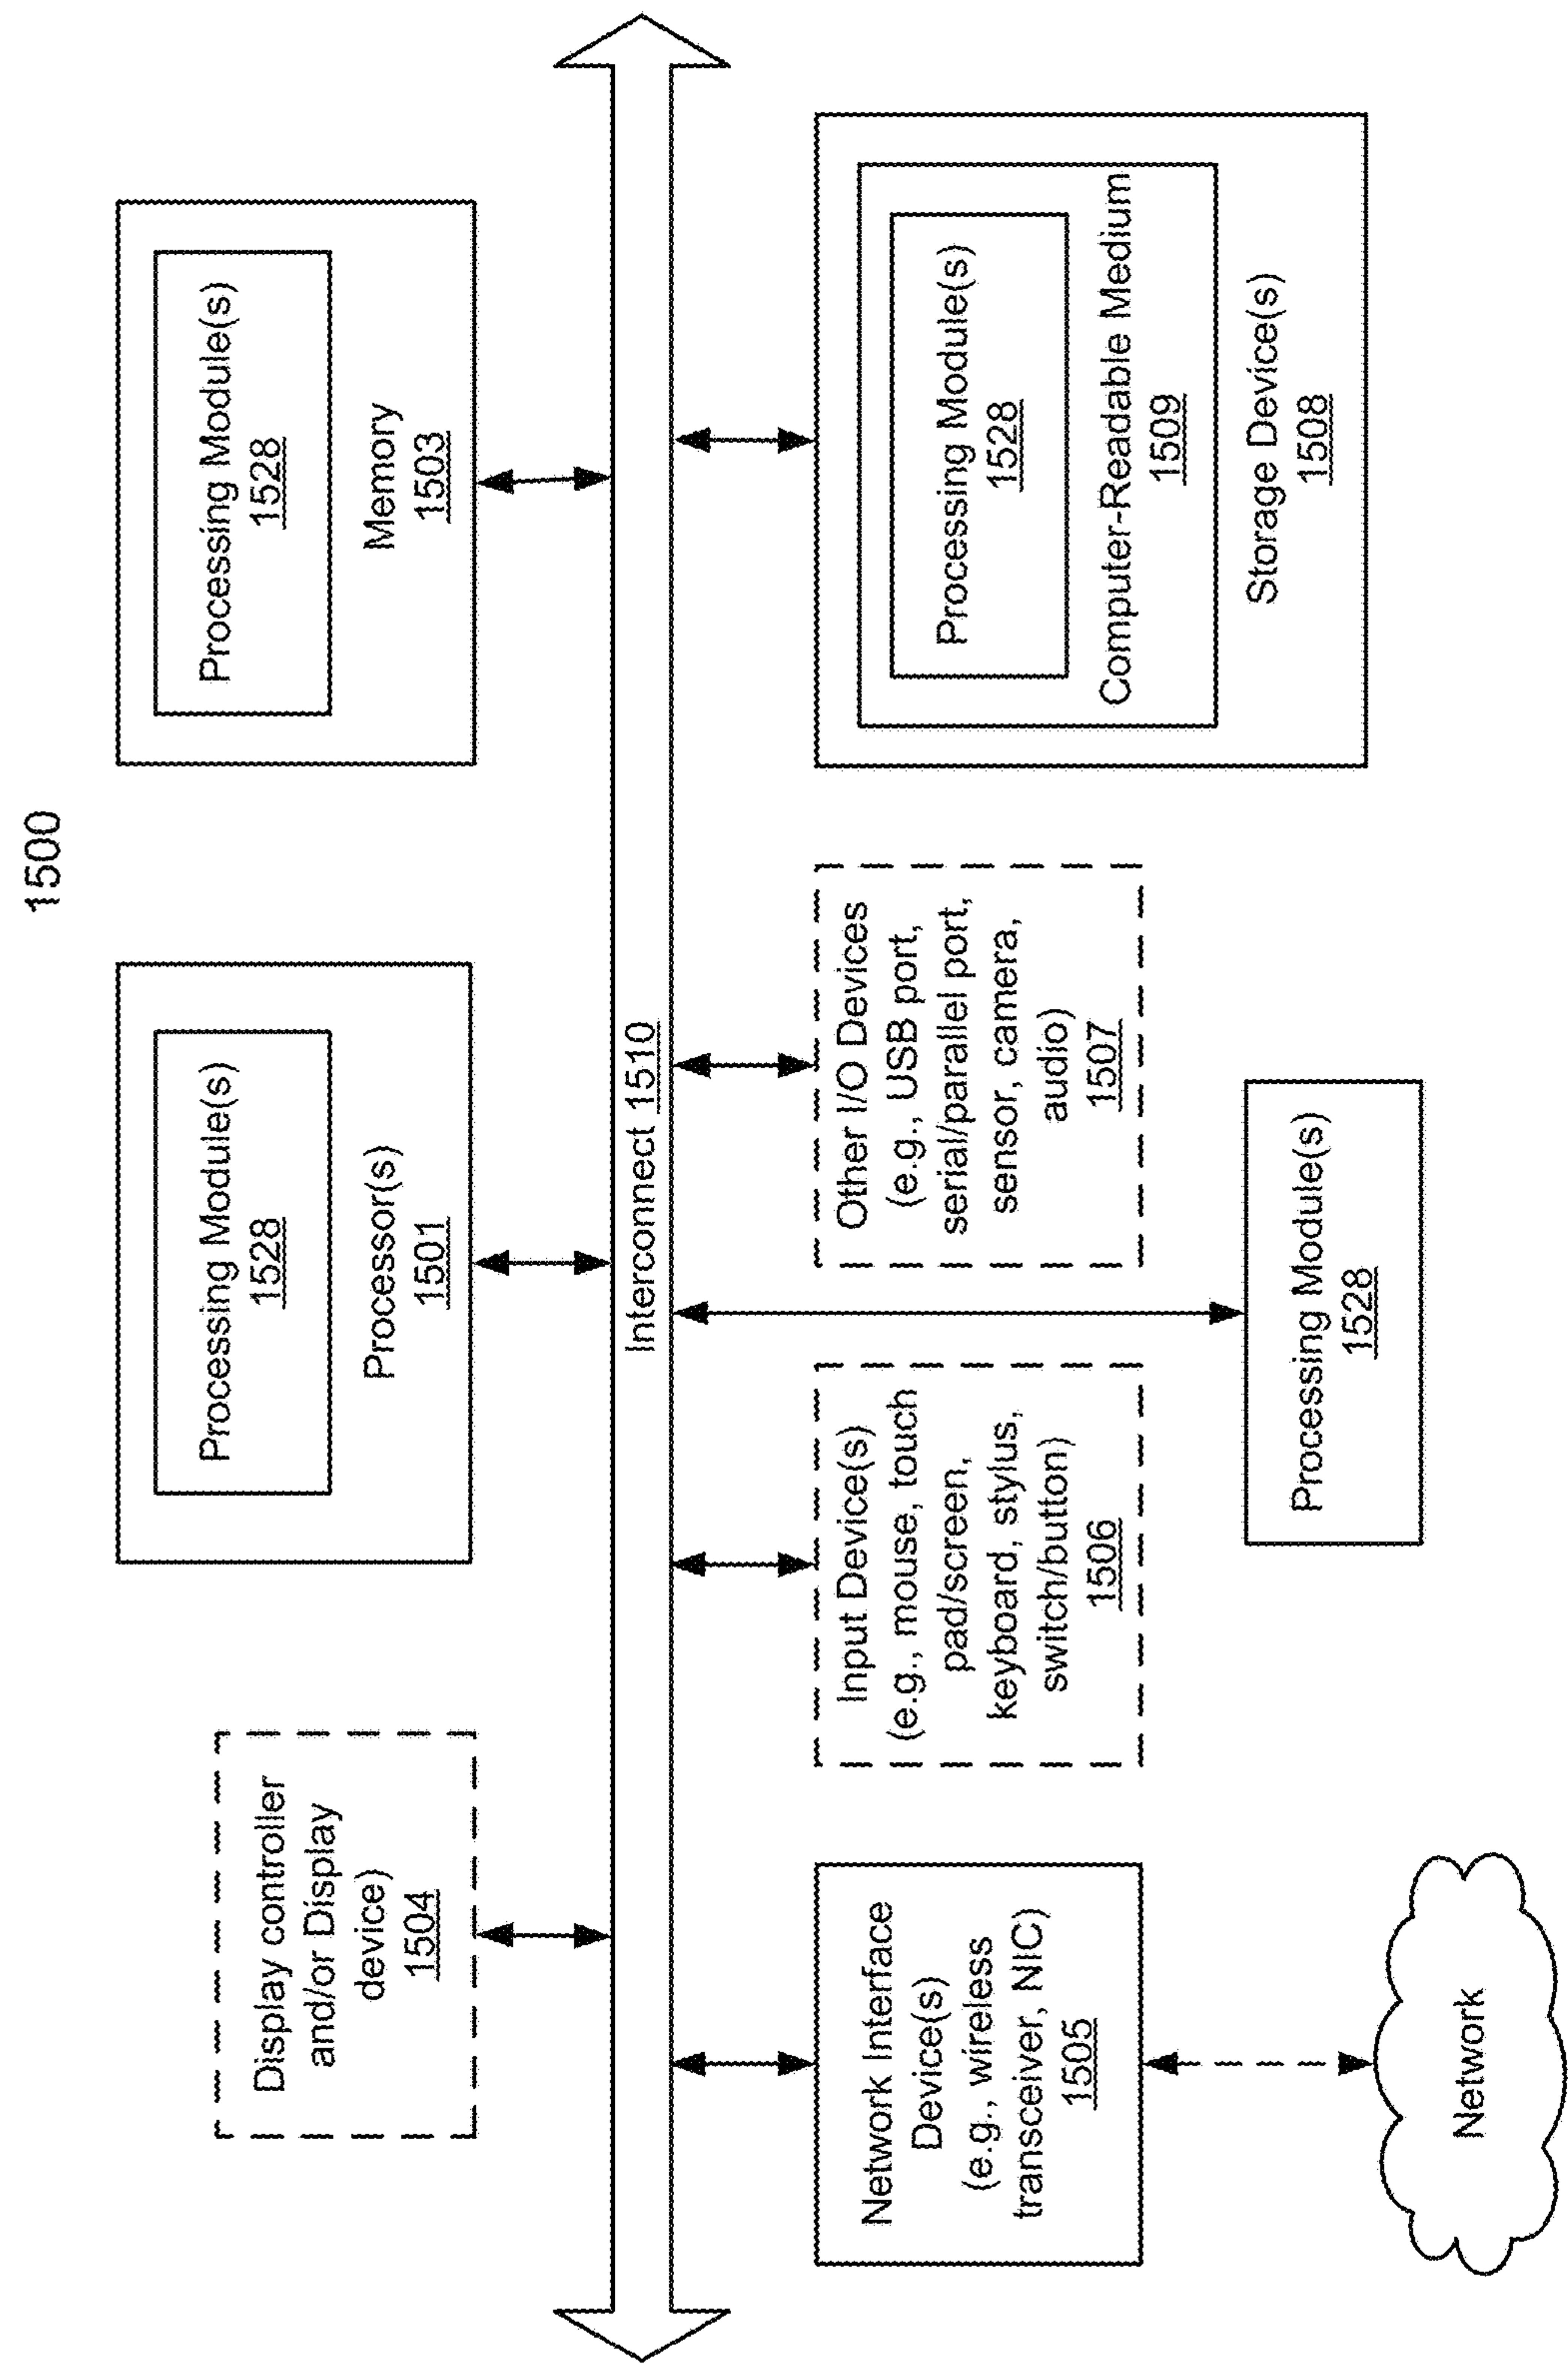 1500
Display controller
and/or Display
device)
1504
Processing Module(s)
1528
Processor(s)
1501
Processing Module(s)
1528
Memory
1503
Interconnect 1510
Network Interface
Device(s)
(e.g., wireless
transceiver, NIC)
1505
Input Device(s)
(e.g., mouse, touch
pad/screen,
keyboard, stylus,
switch/button)
1506
Other I/O Devices
(e.g., USB port,
serial/parallel port,
sensor, camera,
audio)
1507
Processing Module(s)
1528
Computer-Readable Medium
1509
Storage Device(s)
1508
Processing Module(s)
1528
Network